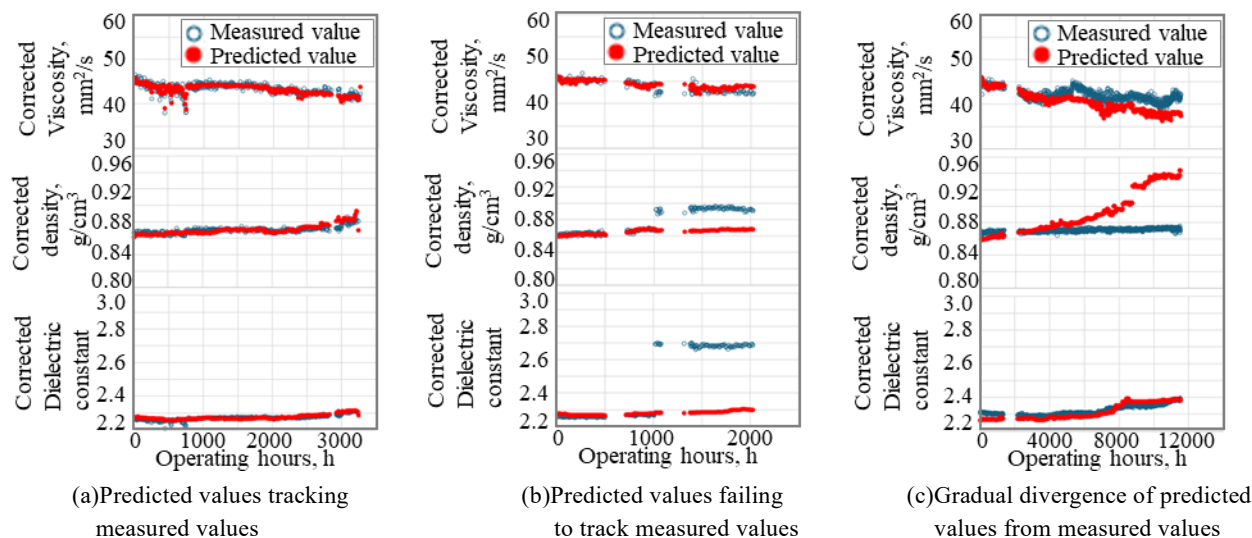 60
50
40
30
Corrected
Viscosity,
mm²/s
Measured value
Predicted value
0.96
0.92
0.88
0.84
0.80
Corrected
density,
g/cm³
3.0
2.8
2.6
2.4
2.2
Corrected
Dielectric
constant
0 1000 2000 3000
Operating hours, h
(a)Predicted values tracking
measured values
60
50
40
30
Corrected
Viscosity,
mm²/s
Measured value
Predicted value
0.96
0.92
0.88
0.84
0.80
Corrected
density,
g/cm³
3.0
2.8
2.6
2.4
2.2
Corrected
Dielectric
constant
0 1000 2000
Operating hours, h
(b)Predicted values failing
to track measured values
60
50
40
30
Corrected
Viscosity,
mm²/s
Measured value
Predicted value
0.96
0.92
0.88
0.84
0.80
Corrected
density,
g/cm³
3.0
2.8
2.6
2.4
2.2
Corrected
Dielectric
constant
0 4000 8000 12000
Operating hours, h
(c)Gradual divergence of predicted
values from measured values